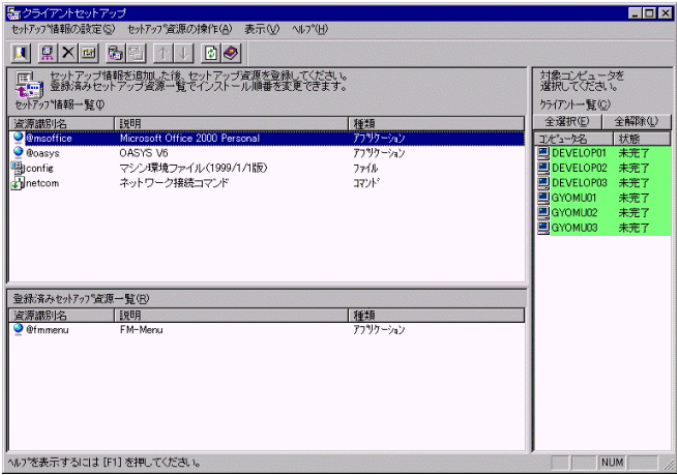 クライアントセットアップ
ｾｯﾄｱｯﾌﾟ情報の設定(S) ｾｯﾄｱｯﾌﾟ資源の操作(A) 表示(V) ﾍﾙﾌﾟ(H)
セットアップ情報を追加した後、セットアップ資源を登録してください。
登録済みセットアップ資源一覧でインストール順番を変更できます。
ｾｯﾄｱｯﾌﾟ情報一覧(I)
資源識別名 説明 種類
@msoffice Microsoft Office 2000 Personal ｱﾌﾟﾘｹｰｼｮﾝ
@oasys OASYS V6 ｱﾌﾟﾘｹｰｼｮﾝ
config マシン環境ファイル(1999/1/1版) ﾌｧｲﾙ
netcom ネットワーク接続コマンド ｺﾏﾝﾄﾞ
登録済みｾｯﾄｱｯﾌﾟ資源一覧(R)
資源識別名 説明 種類
@fmmenu FM-Menu ｱﾌﾟﾘｹｰｼｮﾝ
対象コンピュータを
選択してください。
ｸﾗｲｱﾝﾄ一覧(C)
全選択(E) 全解除(L)
ｺﾝﾋﾟｭｰﾀ名 状態
DEVELOP01 未完了
DEVELOP02 未完了
DEVELOP03 未完了
GYOMU01 未完了
GYOMU02 未完了
GYOMU03 未完了
ﾍﾙﾌﾟを表示するには [F1] を押してください。 NUM